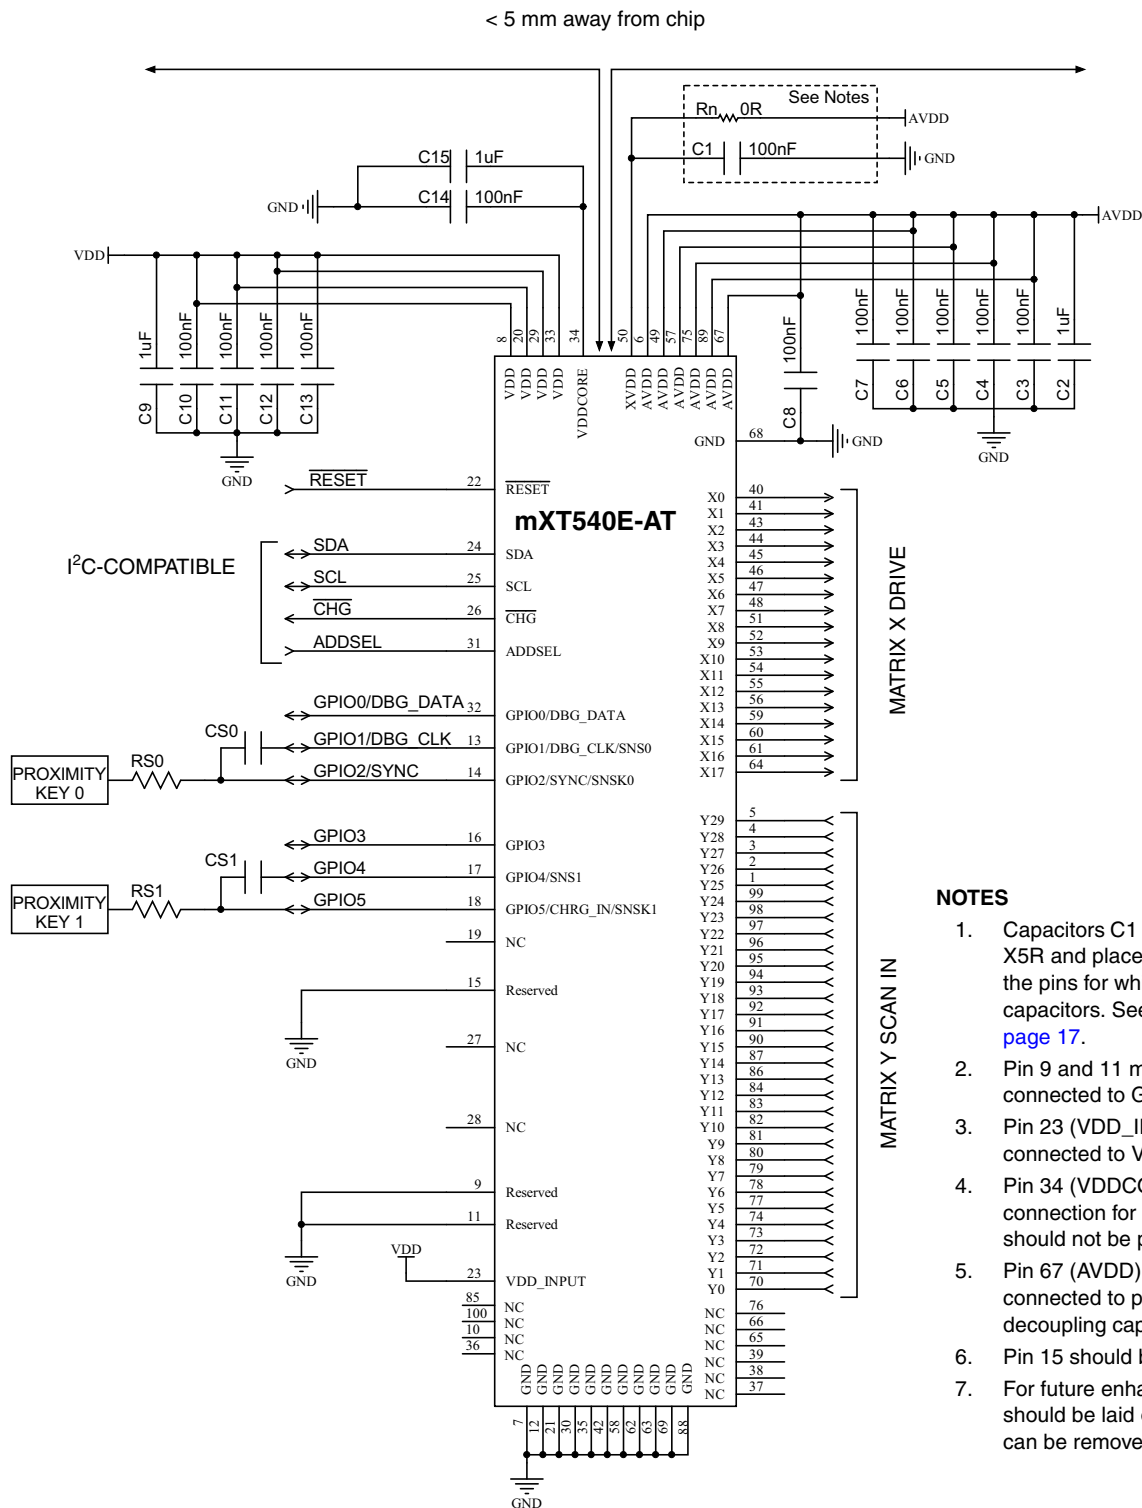 < 5 mm away from chip
See Notes
Rn 0R
AVDD
C1 100nF
GND
C15 1uF
C14 100nF
GND
AVDD
VDD
1uF 100nF 100nF 100nF 100nF
C9 C10 C11 C12 C13
GND
8 20 29 33 34 50 6 49 57 75 89 67
VDD VDD VDD VDD VDDCORE XVDD AVDD AVDD AVDD AVDD AVDD AVDD
100nF
C8
100nF 100nF 100nF 100nF 100nF 1uF
C7 C6 C5 C4 C3 C2
GND
GND 68 GND
mXT540E-AT
RESET 22 RESET
I²C-COMPATIBLE
SDA 24 SDA
SCL 25 SCL
CHG 26 CHG
ADDSEL 31 ADDSEL
GPIO0/DBG_DATA 32 GPIO0/DBG_DATA
CS0 GPIO1/DBG_CLK 13 GPIO1/DBG_CLK/SNS0
PROXIMITY
KEY 0
RS0 GPIO2/SYNC 14 GPIO2/SYNC/SNSK0
GPIO3 16 GPIO3
CS1 GPIO4 17 GPIO4/SNS1
PROXIMITY
KEY 1
RS1 GPIO5 18 GPIO5/CHRG_IN/SNSK1
19 NC
15 Reserved
GND
27 NC
28 NC
9 Reserved
11 Reserved
GND
VDD
23 VDD_INPUT
85 NC
100 NC
10 NC
36 NC
X0 40
X1 41
X2 43
X3 44
X4 45
X5 46
X6 47
X7 48
X8 51
X9 52
X10 53
X11 54
X12 55
X13 56
X14 59
X15 60
X16 61
X17 64
MATRIX X DRIVE
Y29 5
Y28 4
Y27 3
Y26 2
Y25 1
Y24 99
Y23 98
Y22 97
Y21 96
Y20 95
Y19 94
Y18 93
Y17 92
Y16 91
Y15 90
Y14 87
Y13 86
Y12 84
Y11 83
Y10 82
Y9 81
Y8 80
Y7 79
Y6 78
Y5 77
Y4 74
Y3 73
Y2 72
Y1 71
Y0 70
MATRIX Y SCAN IN
NC 76
NC 66
NC 65
NC 39
NC 38
NC 37
GND GND GND GND GND GND GND GND GND GND GND
7 12 21 30 35 42 58 62 63 69 88
GND
NOTES
1. Capacitors C1
X5R and place
the pins for wh
capacitors. See
page 17.
2. Pin 9 and 11 m
connected to G
3. Pin 23 (VDD_I
connected to V
4. Pin 34 (VDDCO
connection for
should not be p
5. Pin 67 (AVDD)
connected to p
decoupling cap
6. Pin 15 should b
7. For future enha
should be laid
can be remove